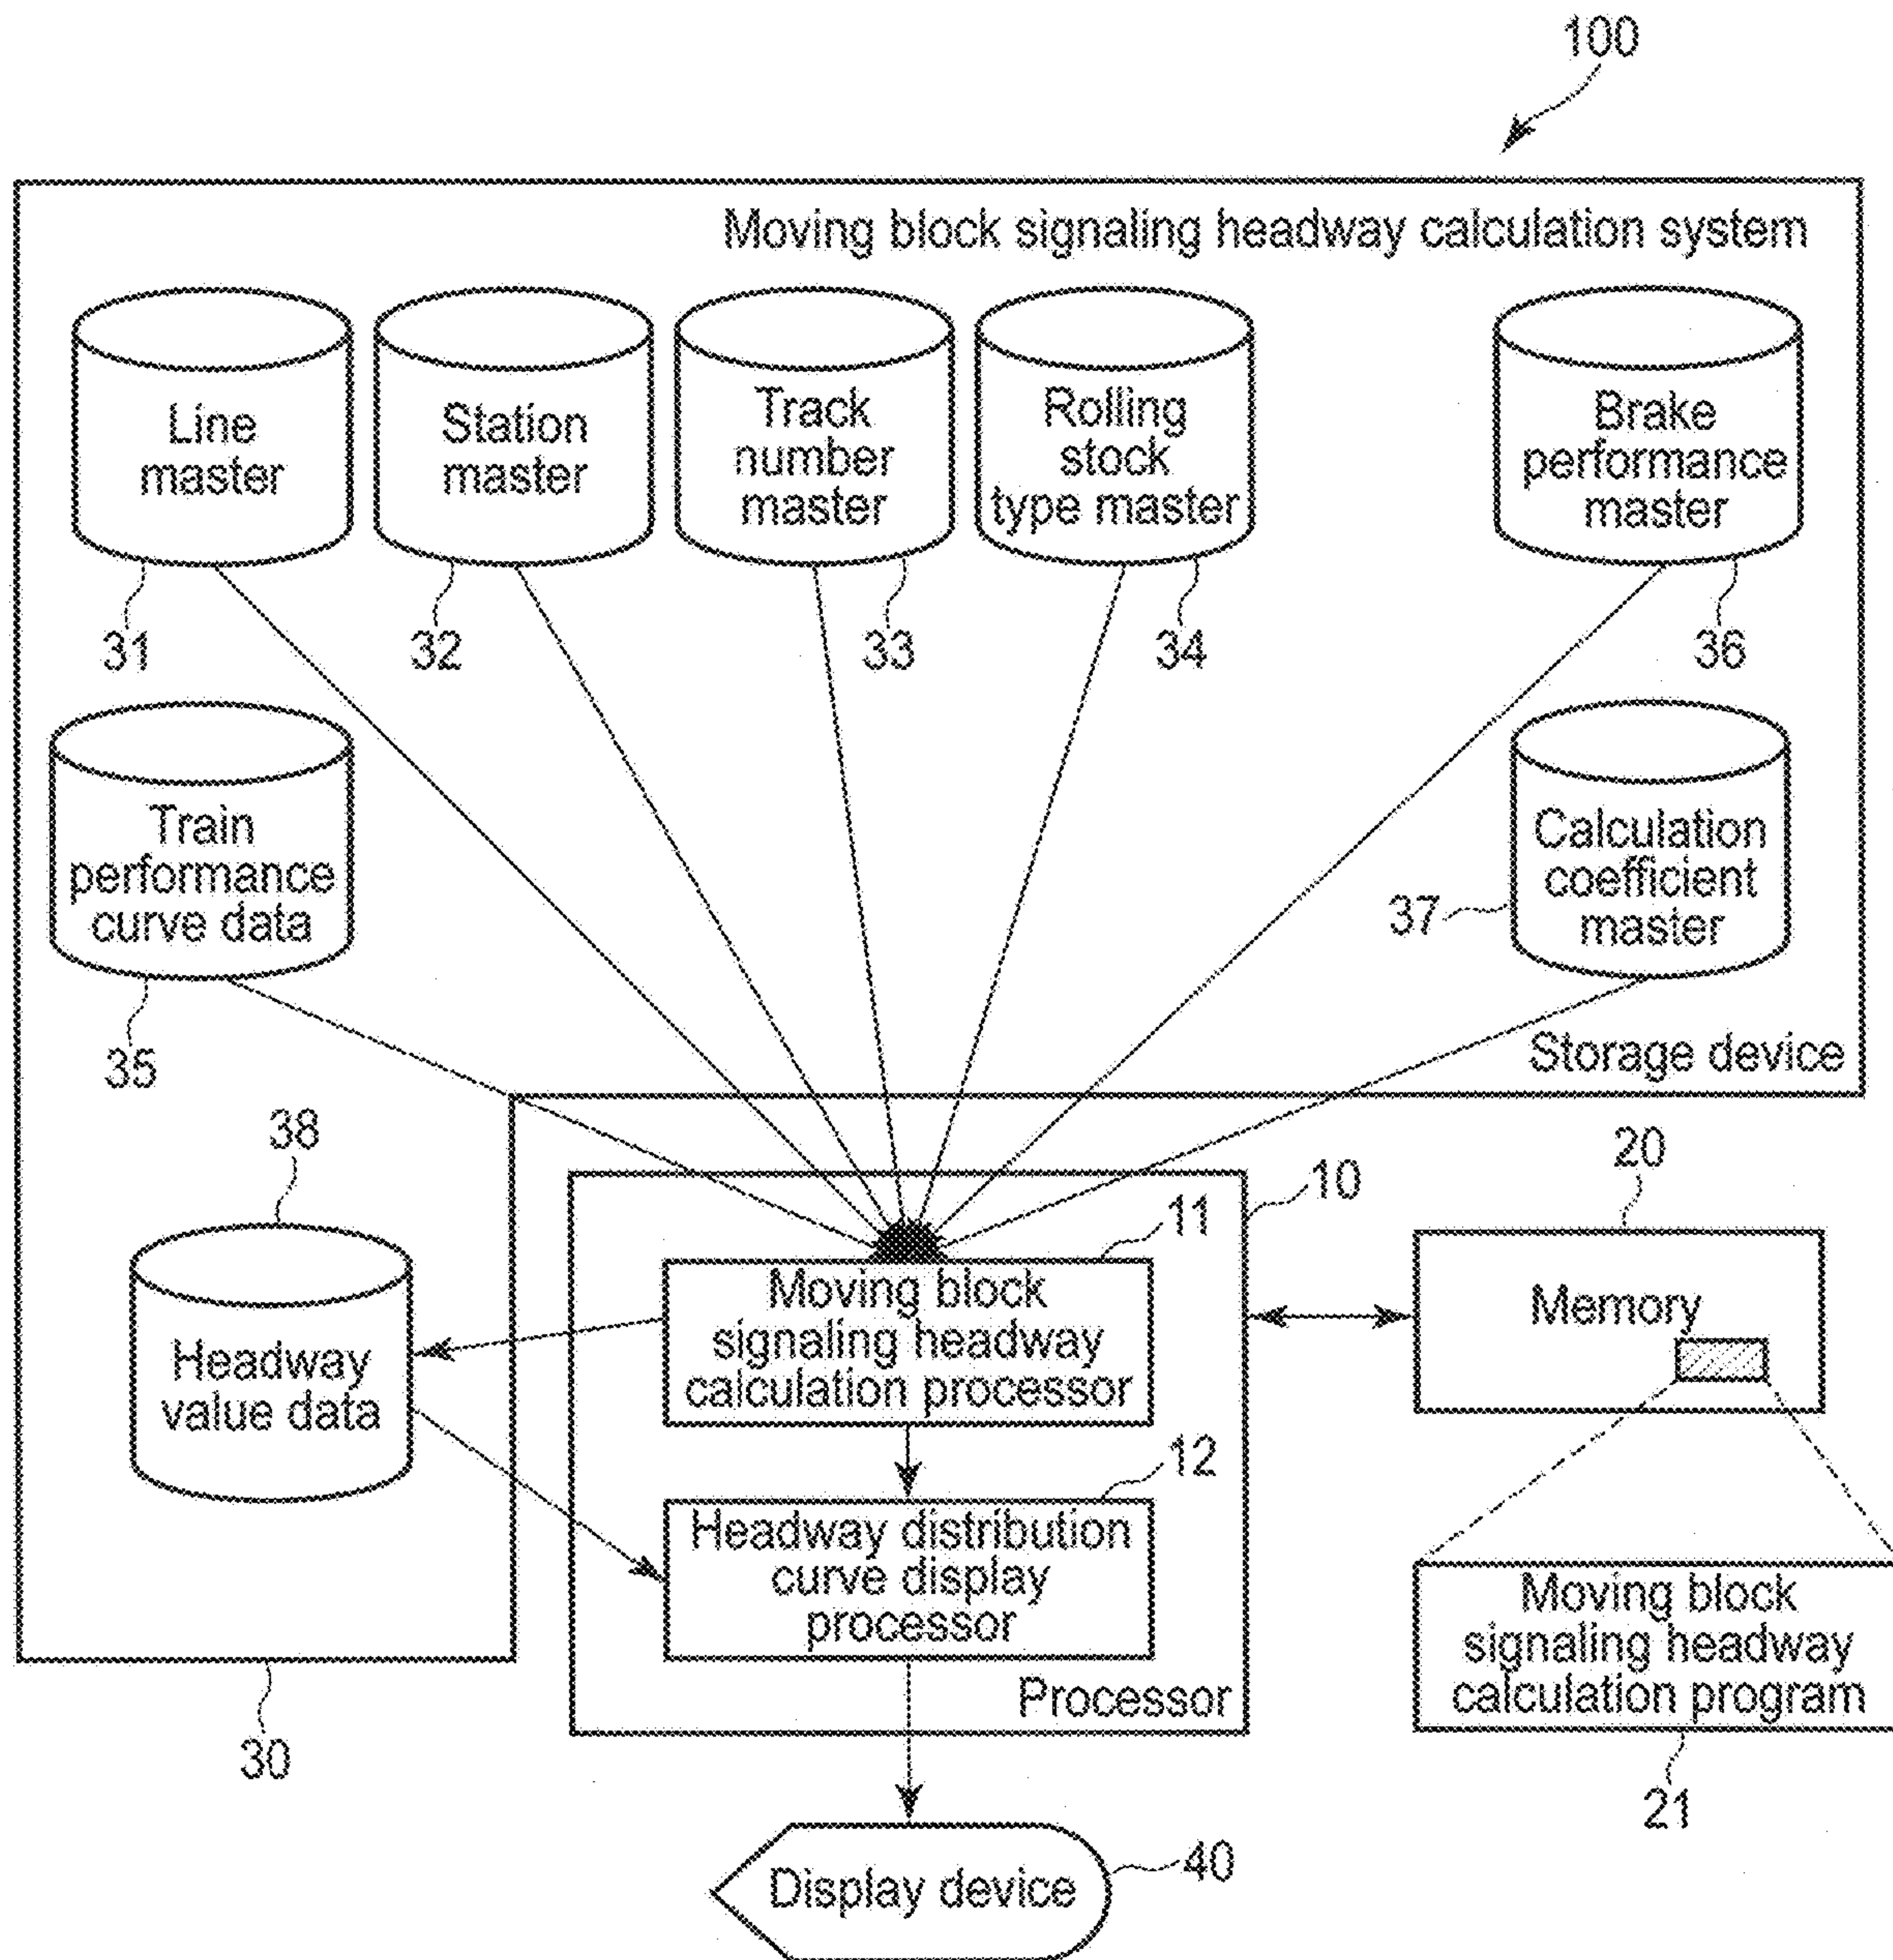 100
Moving block signaling headway calculation system
Line
master
Station
master
Track
number
master
Rolling
stock
type master
Brake
performance
master
31
32
33
34
36
Train
performance
curve data
Calculation
coefficient
master
37
35
Storage device
38
10
20
11
Moving block
signaling headway
calculation processor
Memory
Headway
value data
12
Headway distribution
curve display
processor
Processor
Moving block
signaling headway
calculation program
30
21
Display device
40